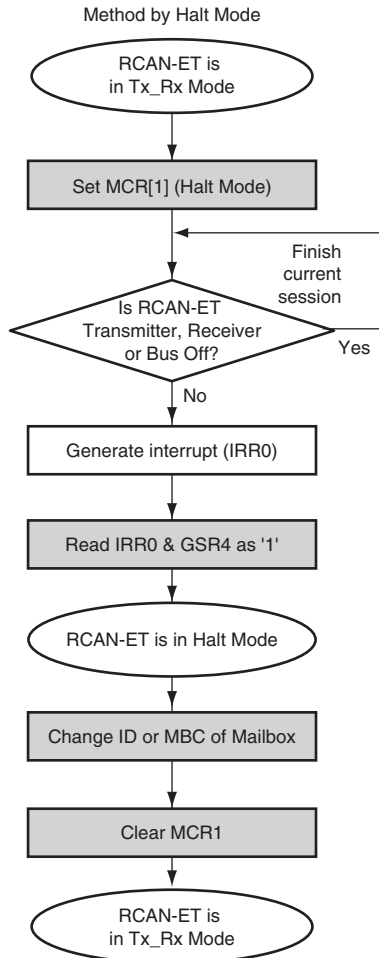 Method by Halt Mode
RCAN-ET is
in Tx_Rx Mode
Set MCR[1] (Halt Mode)
Finish
current
session
Is RCAN-ET
Transmitter, Receiver
or Bus Off?
Yes
No
Generate interrupt (IRR0)
Read IRR0 & GSR4 as '1'
RCAN-ET is in Halt Mode
Change ID or MBC of Mailbox
Clear MCR1
RCAN-ET is
in Tx_Rx Mode